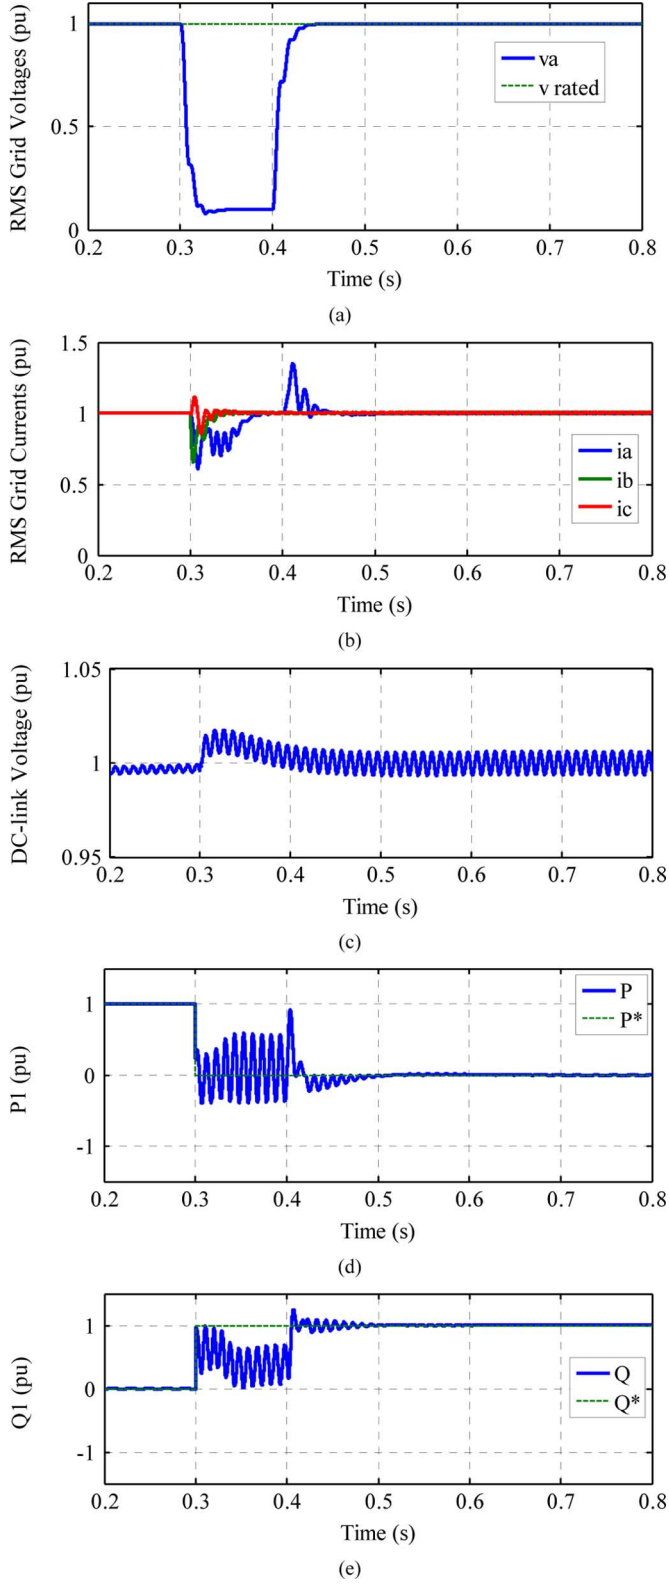 RMS Grid Voltages (pu)
1
0.5
0
va
v rated
0.2 0.3 0.4 0.5 0.6 0.7 0.8
Time (s)
(a)
RMS Grid Currents (pu)
1.5
1
0.5
0
ia
ib
ic
0.2 0.3 0.4 0.5 0.6 0.7 0.8
Time (s)
(b)
DC-link Voltage (pu)
1.05
1
0.95
0.2 0.3 0.4 0.5 0.6 0.7 0.8
Time (s)
(c)
P1 (pu)
1
0
-1
P
P*
0.2 0.3 0.4 0.5 0.6 0.7 0.8
Time (s)
(d)
Q1 (pu)
1
0
-1
Q
Q*
0.2 0.3 0.4 0.5 0.6 0.7 0.8
Time (s)
(e)